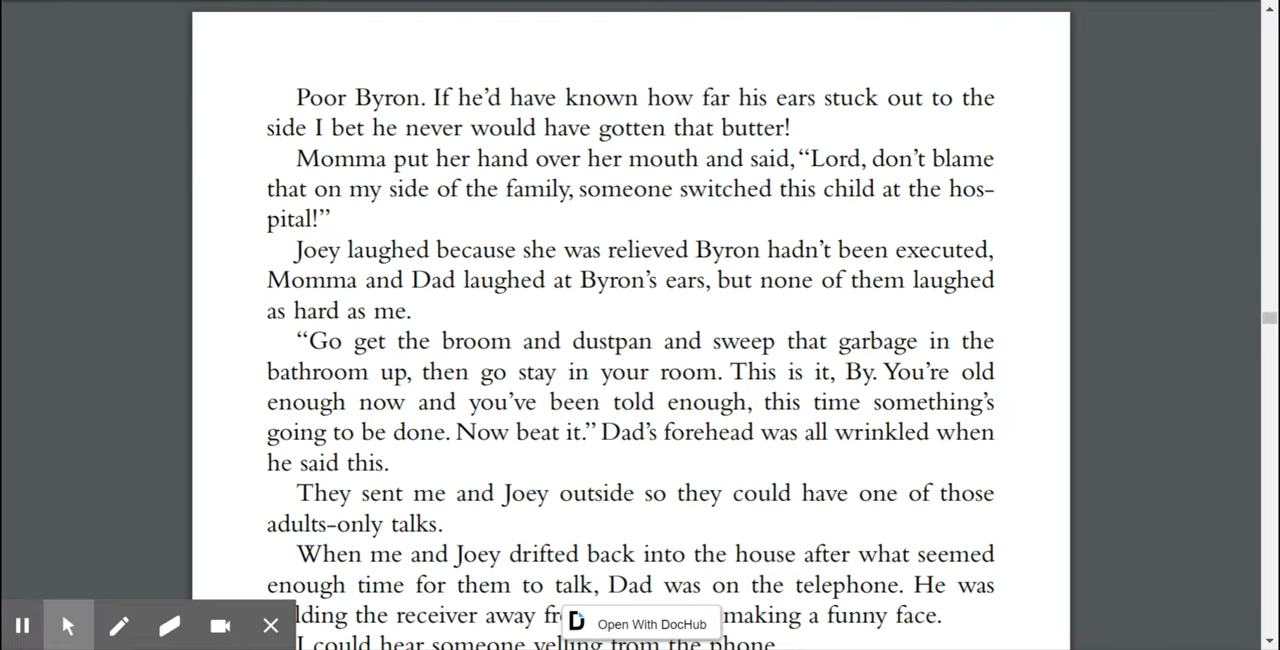 Poor Byron. If he’d have known how far his ears stuck out to the
side I bet he never would have gotten that butter!
Momma put her hand over her mouth and said, “Lord, don’t blame
that on my side of the family, someone switched this child at the hos-
pital!”
Joey laughed because she was relieved Byron hadn’t been executed,
Momma and Dad laughed at Byron’s ears, but none of them laughed
as hard as me.
“Go get the broom and dustpan and sweep that garbage in the
bathroom up, then go stay in your room. This is it, By. You’re old
enough now and you’ve been told enough, this time something’s
going to be done. Now beat it.” Dad’s forehead was all wrinkled when
he said this.
They sent me and Joey outside so they could have one of those
adults-only talks.
When me and Joey drifted back into the house after what seemed
enough time for them to talk, Dad was on the telephone. He was
lding the receiver away fr making a funny face.
Open With DocHub
I could hear someone yelling from the phone